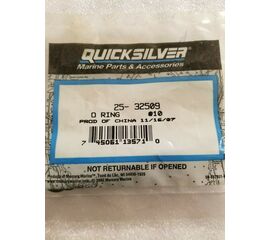 QUICKSILVER
Marine Parts & Accessories
25- 32509
O RING #10
PROD OF CHINA 11/16/07
7 45061 13571 0
NOT RETURNABLE IF OPENED